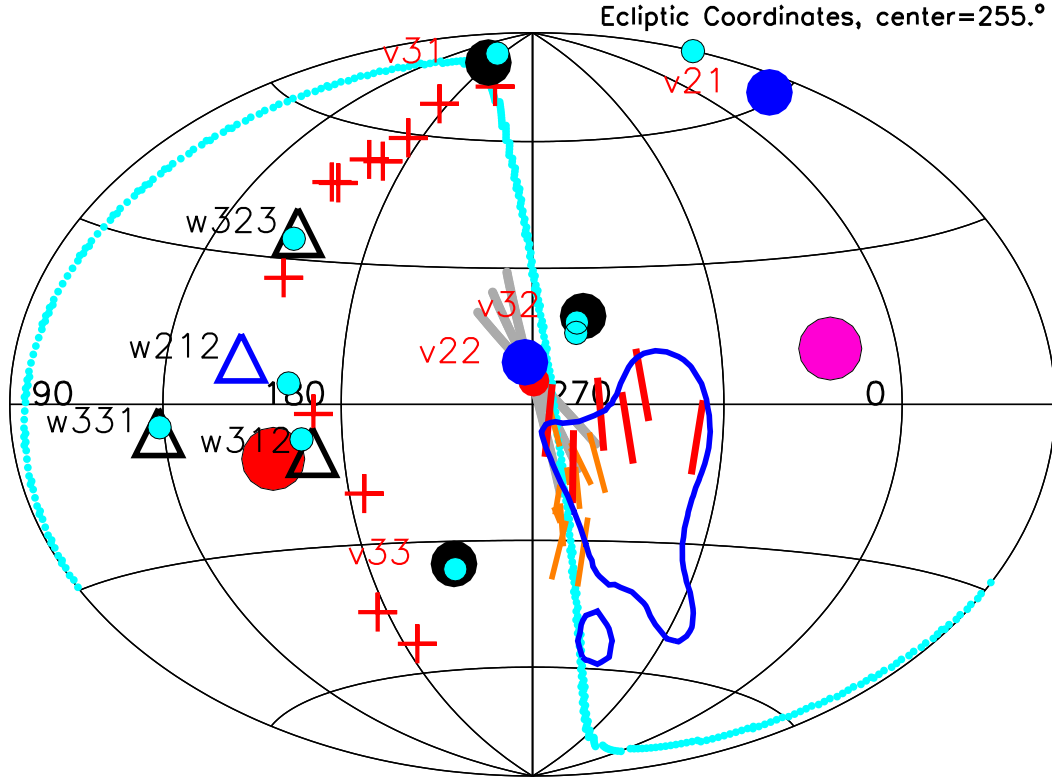 Ecliptic Coordinates, center=255.°
v31
v21
w323
v32
w212
v22
90
180
270
0
w331
w312
v33